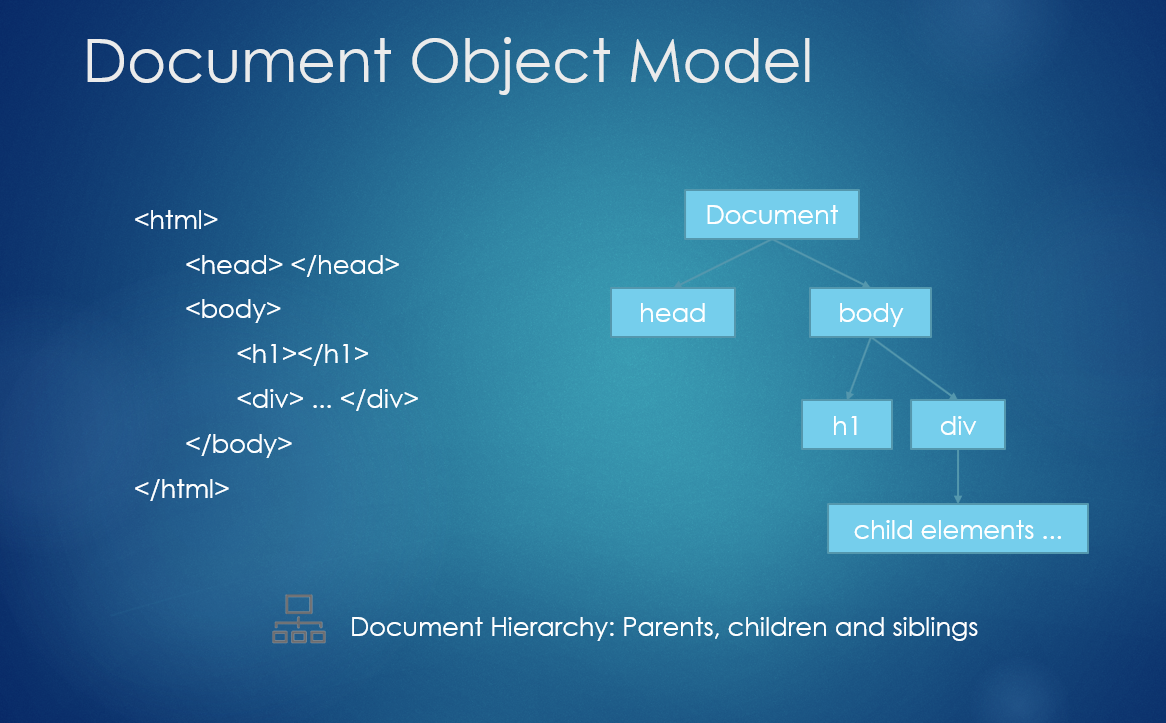 Document Object Model
<html>
<head> </head>
<body>
<h1></h1>
<div> ... </div>
</body>
</html>
Document
head
body
h1
div
child elements ...
Document Hierarchy: Parents, children and siblings